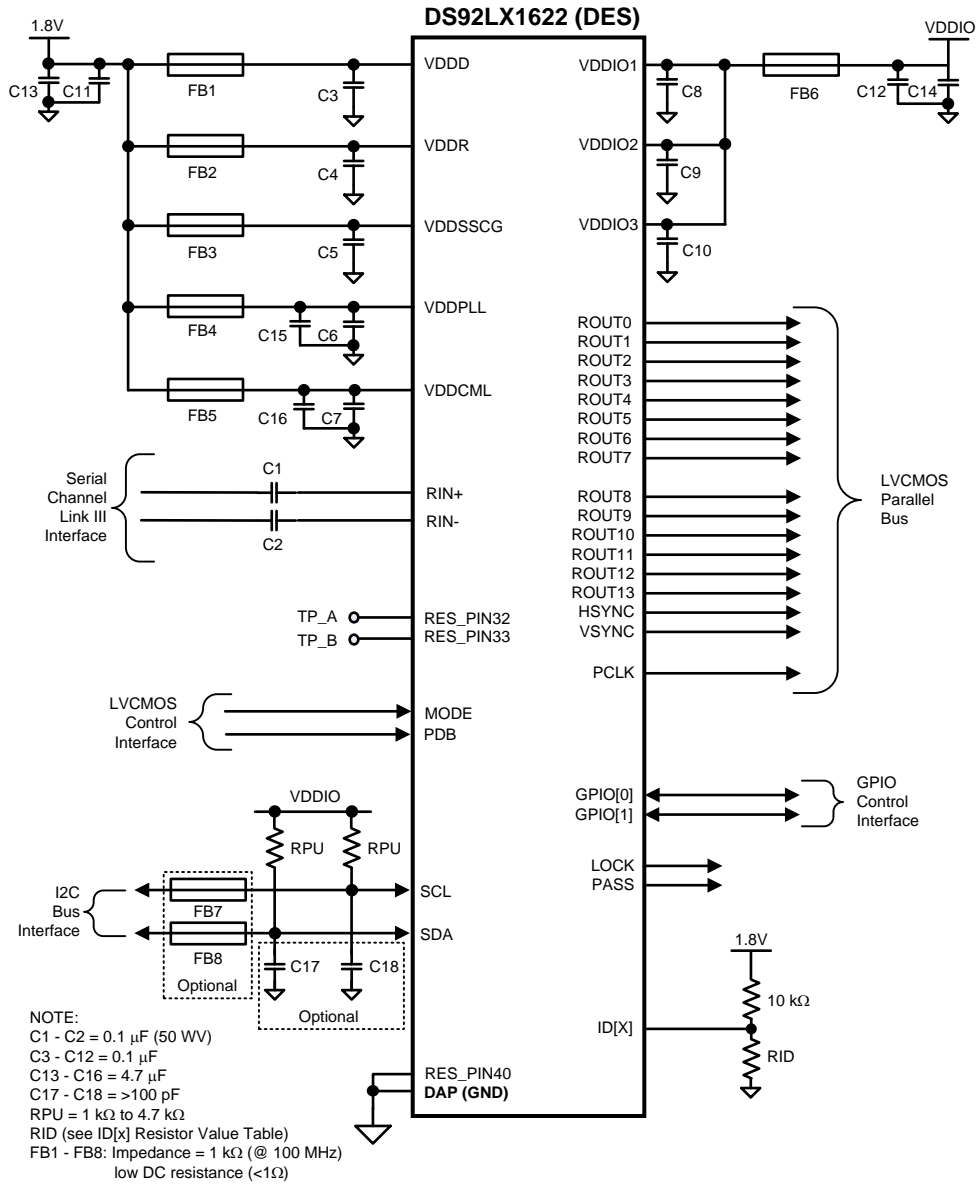 DS92LX1622 (DES)
1.8V
VDDIO
C13
C11
FB1
C3
VDDD
VDDIO1
C8
FB6
C12
C14
FB2
C4
VDDR
VDDIO2
C9
FB3
C5
VDDSSCG
VDDIO3
C10
FB4
C15
C6
VDDPLL
FB5
C16
C7
VDDCML
ROUT0
ROUT1
ROUT2
ROUT3
ROUT4
ROUT5
ROUT6
ROUT7
ROUT8
ROUT9
ROUT10
ROUT11
ROUT12
ROUT13
HSYNC
VSYNC
PCLK
LVCMOS
Parallel
Bus
Serial
Channel
Link III
Interface
C1
C2
RIN+
RIN-
TP_A
TP_B
RES_PIN32
RES_PIN33
LVCMOS
Control
Interface
MODE
PDB
GPIO[0]
GPIO[1]
GPIO
Control
Interface
LOCK
PASS
VDDIO
RPU
RPU
I2C
Bus
Interface
FB7
FB8
Optional
SCL
SDA
C17
C18
Optional
1.8V
10 kΩ
ID[X]
RID
RES_PIN40
DAP (GND)
NOTE:
C1 - C2 = 0.1 μF (50 WV)
C3 - C12 = 0.1 μF
C13 - C16 = 4.7 μF
C17 - C18 = >100 pF
RPU = 1 kΩ to 4.7 kΩ
RID (see ID[x] Resistor Value Table)
FB1 - FB8: Impedance = 1 kΩ (@ 100 MHz)
low DC resistance (<1Ω)